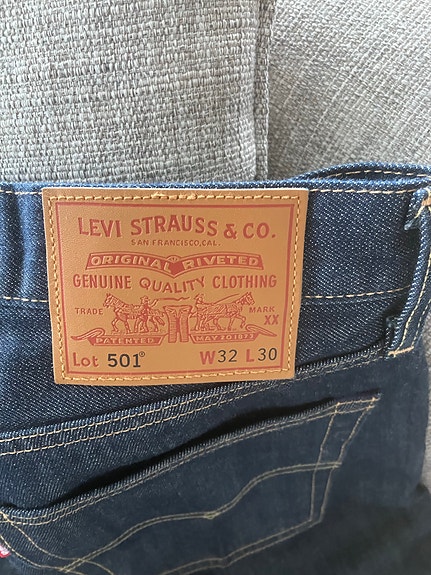 LEVI STRAUSS & CO.
SAN FRANCISCO, CAL.
ORIGINAL RIVETED
GENUINE QUALITY CLOTHING
TRADE MARK
XX
PATENTED MAY 20 1873
Lot 501® W32 L30